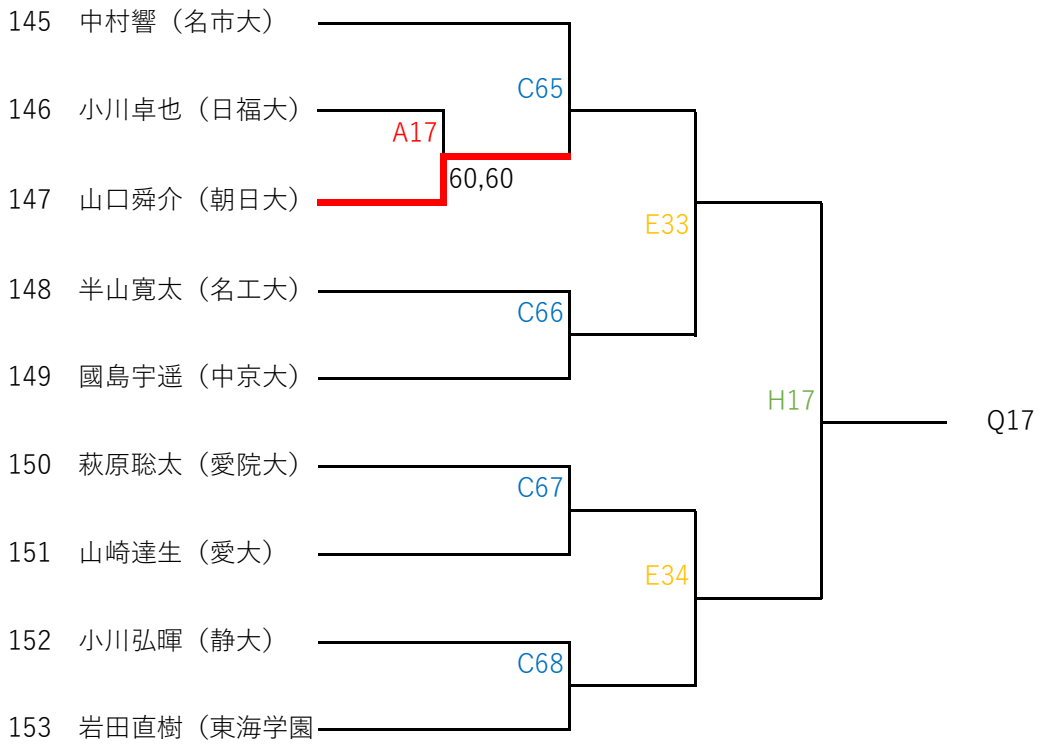 145 中村響（名市大）
C65
146 小川卓也（日福大）
A17
60,60
147 山口舜介（朝日大）
E33
148 半山寛太（名工大）
C66
149 國島宇遥（中京大）
H17
Q17
150 萩原聡太（愛院大）
C67
151 山崎達生（愛大）
E34
152 小川弘暉（静大）
C68
153 岩田直樹（東海学園